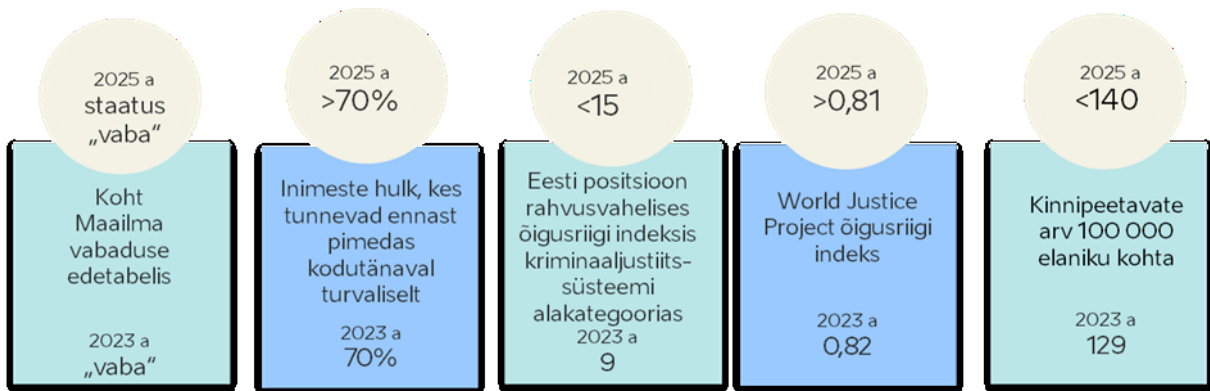 2025 a
staatus
„vaba“
Koht
Maailma
vabaduse
edetabelis
2023 a
„vaba“
2025 a
>70%
Inimeste hulk, kes
tunnevad ennast
pimedas
kodutänaval
turvaliselt
2023 a
70%
2025 a
<15
Eesti positsioon
rahvusvahelises
õigusriigi indeksis
kriminaaljustiits-
süsteemi
alakategoorias
2023 a
9
2025 a
>0,81
World Justice
Project õigusriigi
indeks
2023 a
0,82
2025 a
<140
Kinnipeetavate
arv 100 000
elaniku kohta
2023 a
129